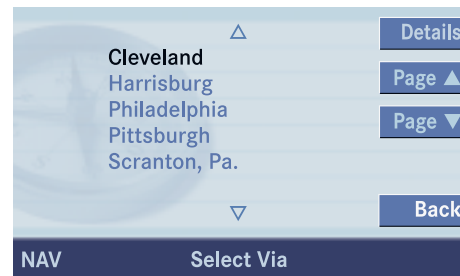 Cleveland
Harrisburg
Philadelphia
Pittsburgh
Scranton, Pa.
Details
Page ▲
Page ▼
Back
NAV
Select Via